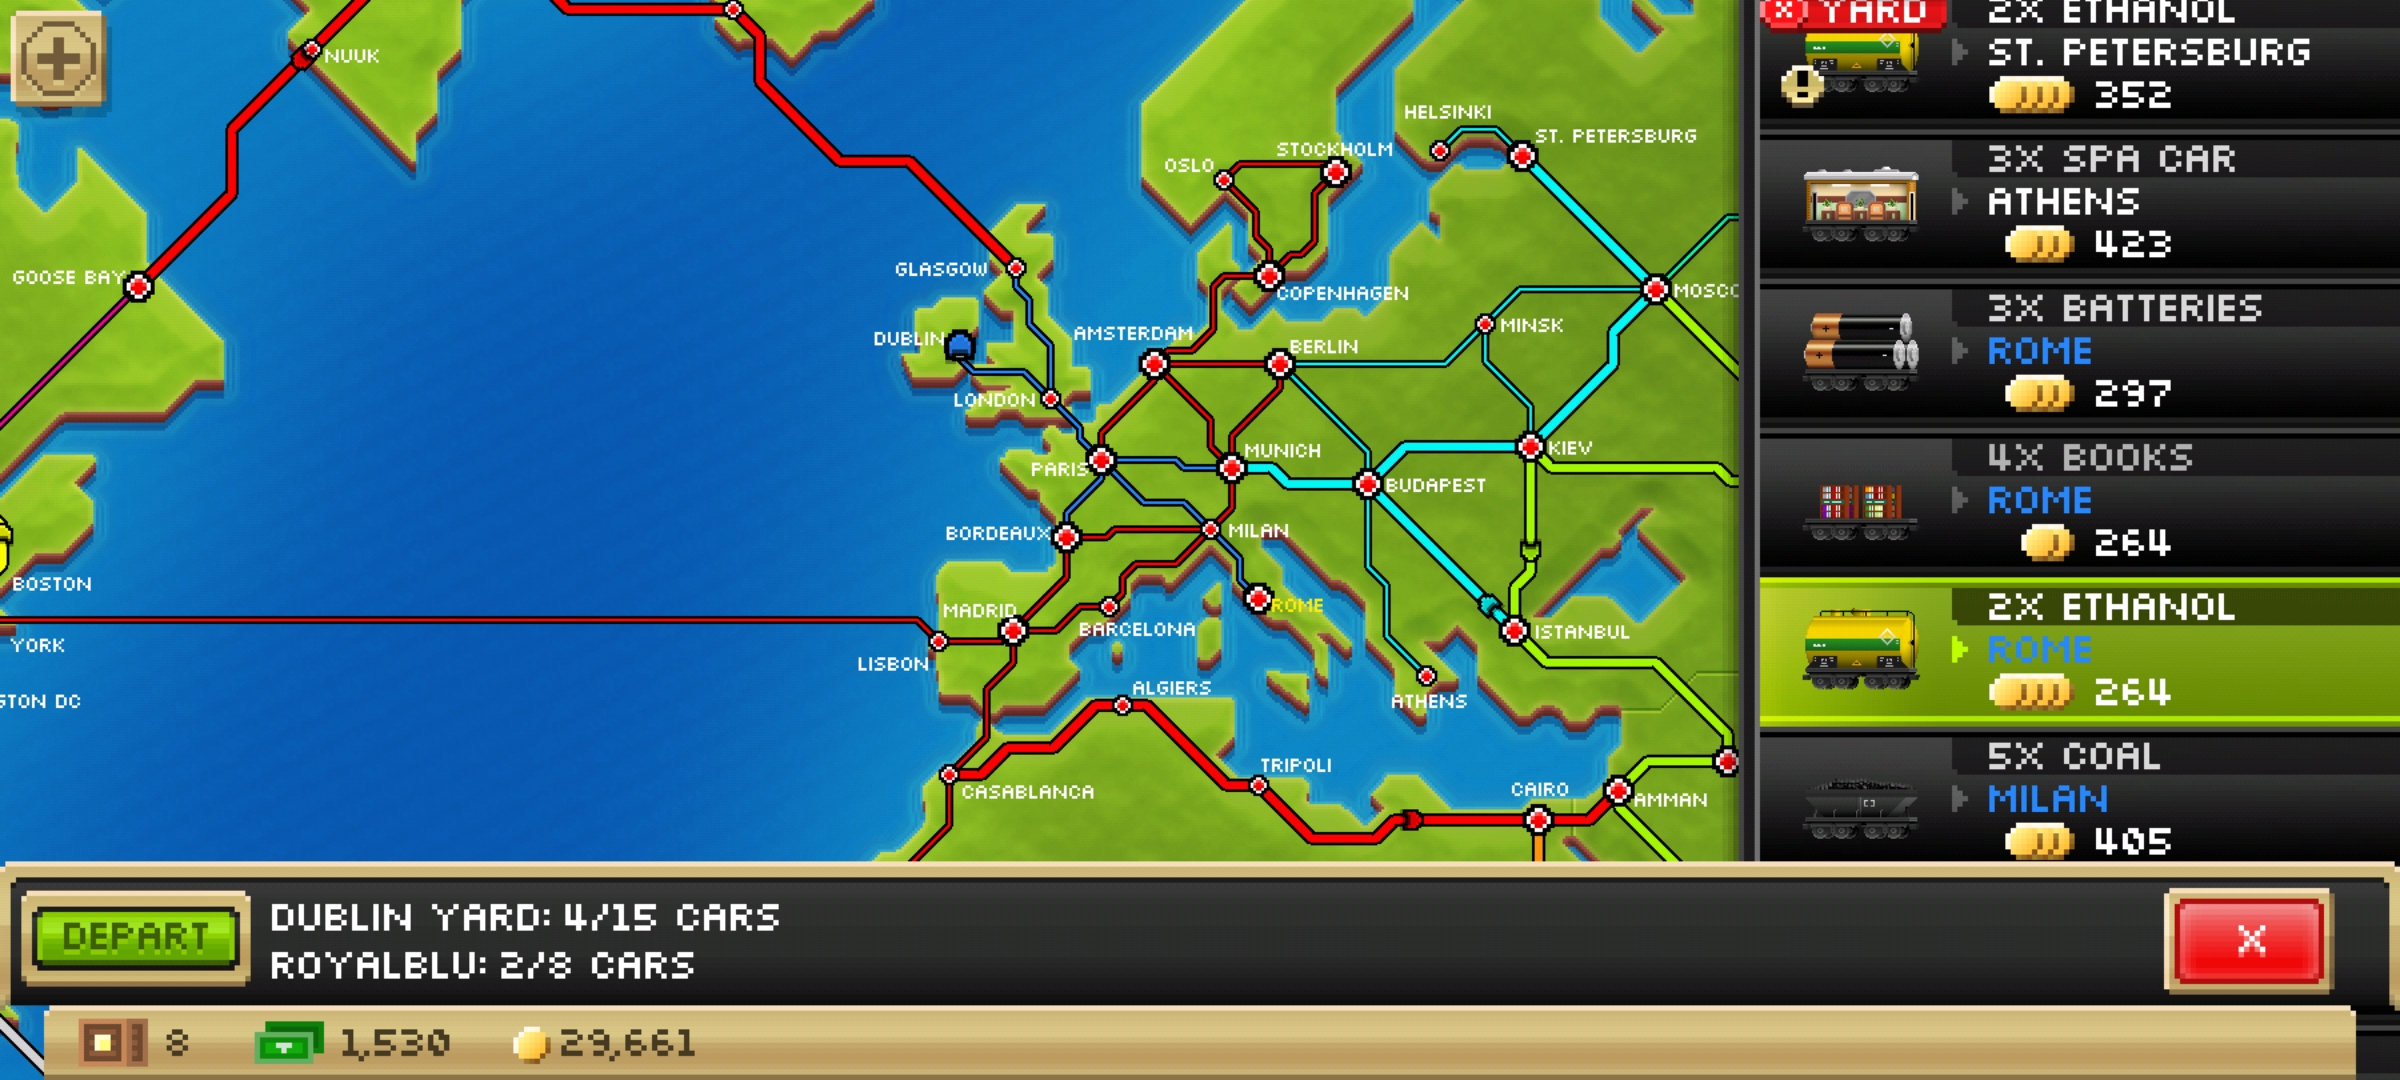 NUUK
GOOSE BAY
BOSTON
YORK
STON DC
GLASGOW
DUBLIN
LONDON
OSLO
STOCKHOLM
HELSINKI
ST. PETERSBURG
COPENHAGEN
AMSTERDAM
BERLIN
MINSK
MOSCO
PARIS
MUNICH
BUDAPEST
KIEV
BORDEAUX
MILAN
MADRID
ROME
BARCELONA
ISTANBUL
LISBON
ATHENS
ALGIERS
TRIPOLI
CASABLANCA
CAIRO
AMMAN
X YARD
2X ETHANOL
ST. PETERSBURG
! 352
3X SPA CAR
ATHENS
423
3X BATTERIES
ROME
297
4X BOOKS
ROME
264
2X ETHANOL
ROME
264
5X COAL
MILAN
405
DEPART
DUBLIN YARD: 4/15 CARS
ROYALBLU: 2/8 CARS
X
8 1,530 29,661